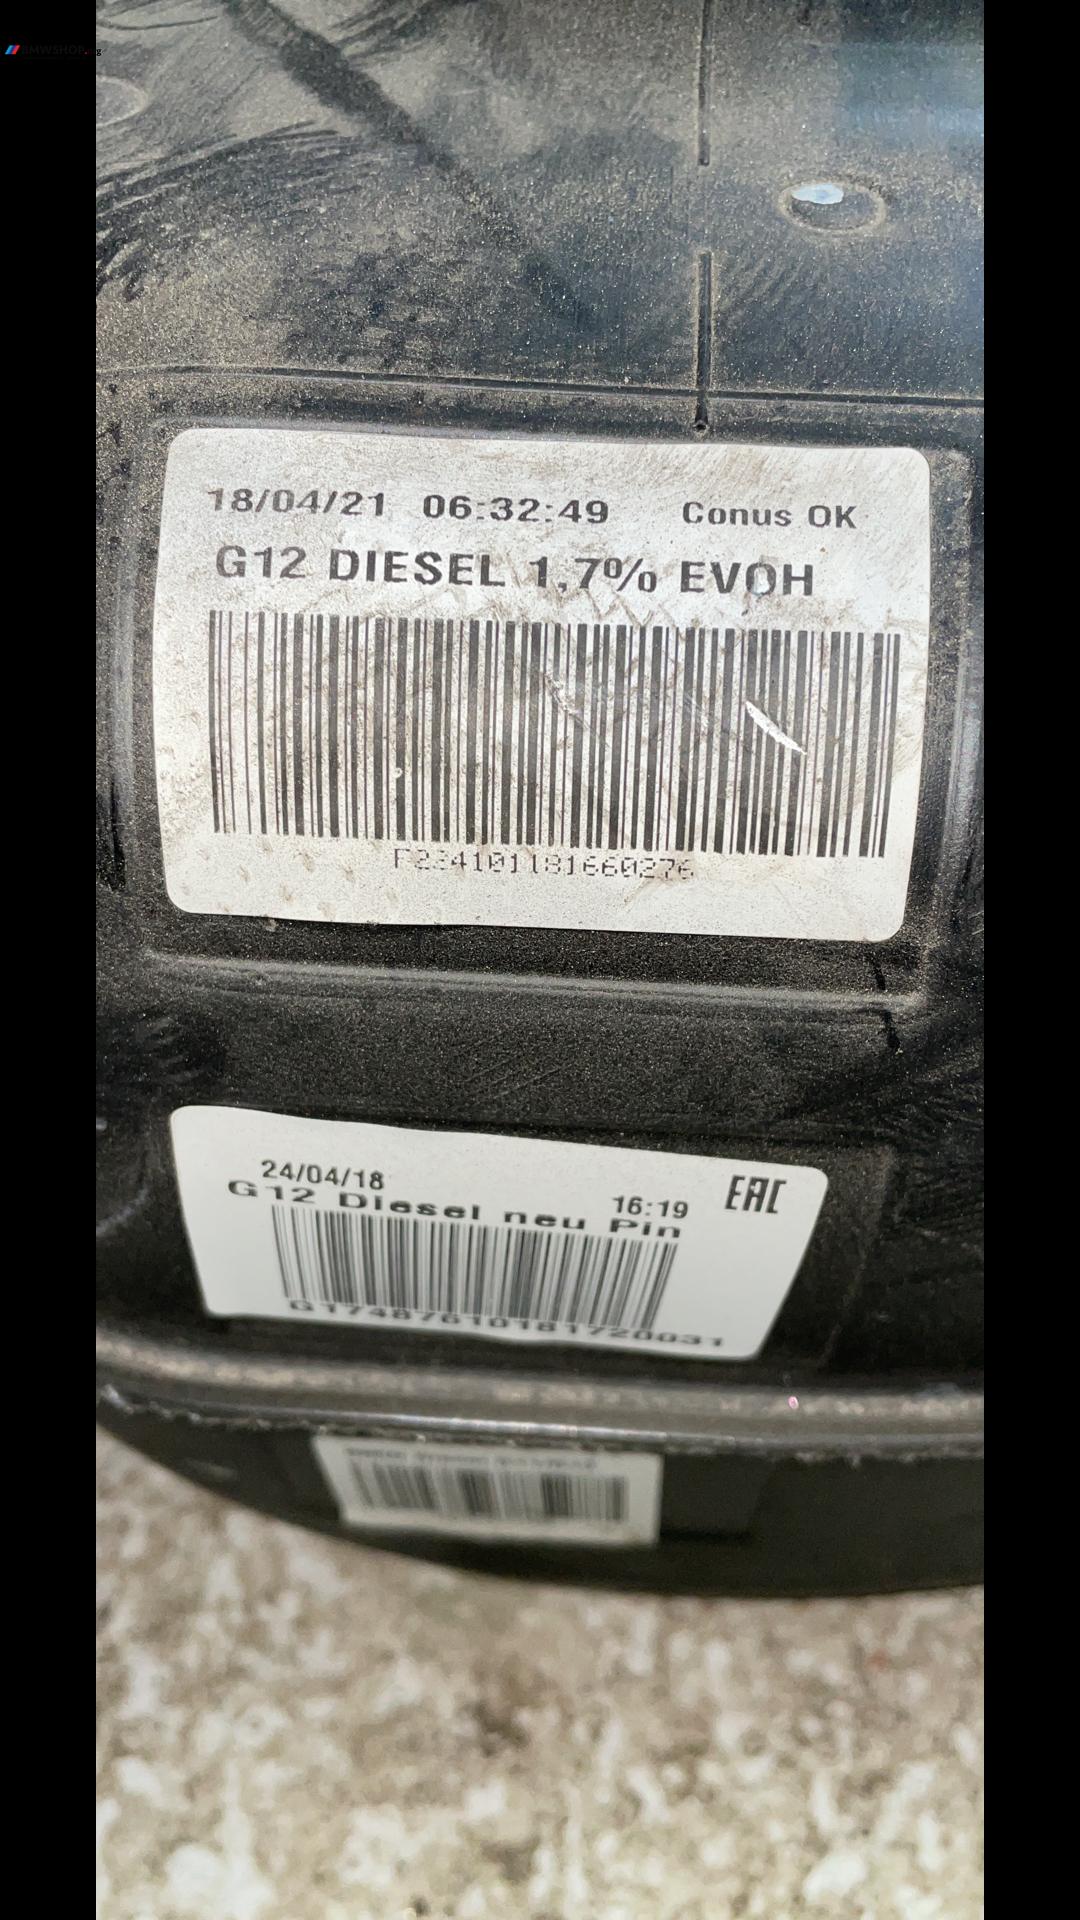 18/04/21 06:32:49 Conus OK
G12 DIESEL 1,7% EVOH
24/04/18 16:19 EAC
G12 Diesel neu Pin
G17487610181720031